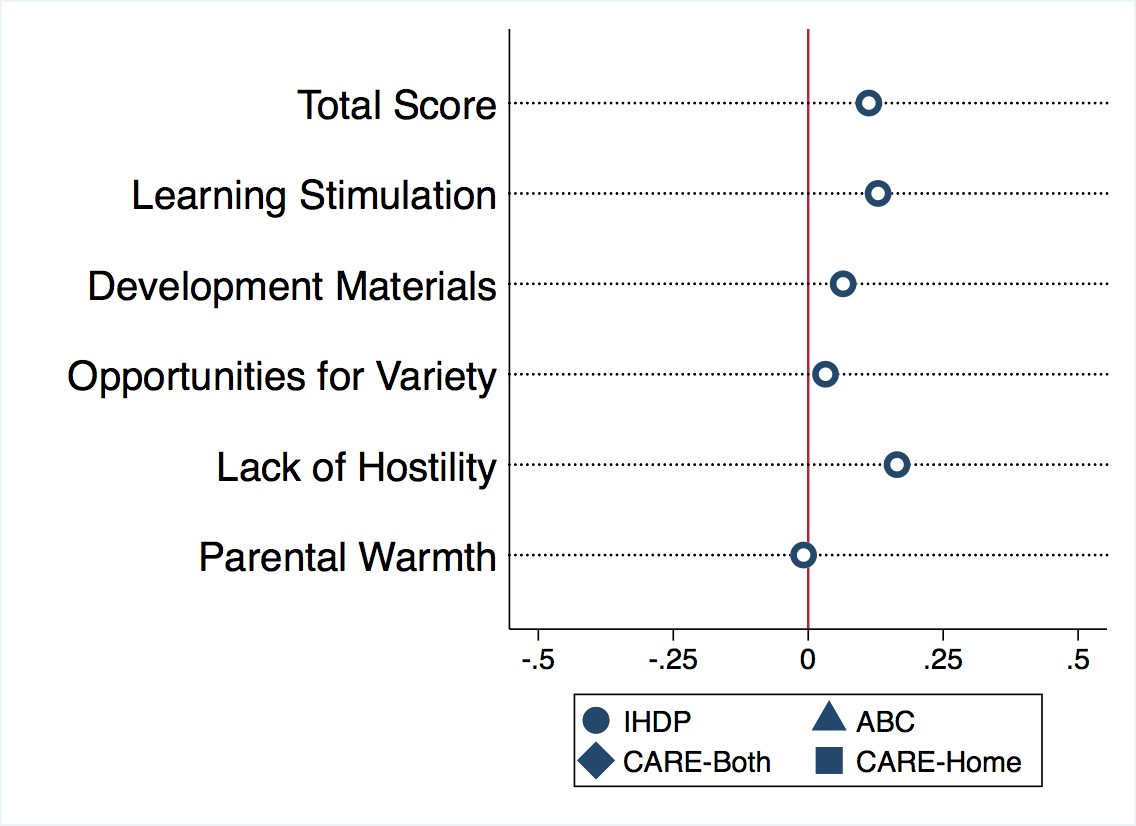 Total Score
Learning Stimulation
Development Materials
Opportunities for Variety
Lack of Hostility
Parental Warmth
-.5 -.25 0 .25 .5
IHDP ABC
CARE-Both CARE-Home